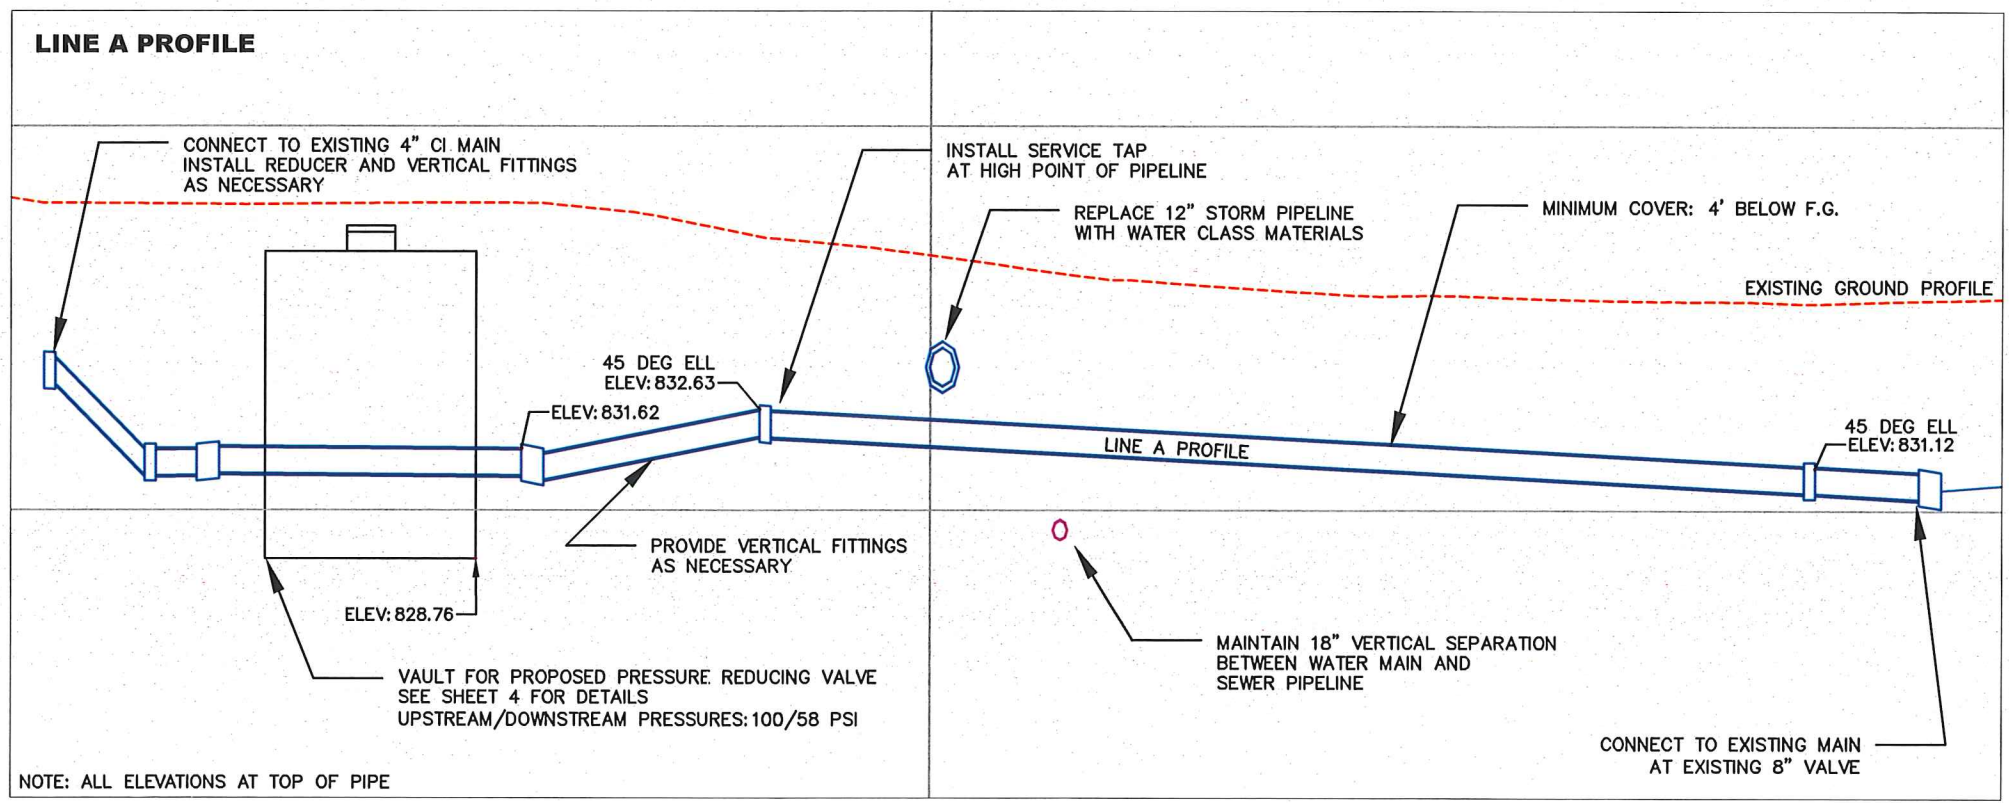 LINE A PROFILE
CONNECT TO EXISTING 4" CI MAIN
INSTALL REDUCER AND VERTICAL FITTINGS
AS NECESSARY
INSTALL SERVICE TAP
AT HIGH POINT OF PIPELINE
REPLACE 12" STORM PIPELINE
WITH WATER CLASS MATERIALS
MINIMUM COVER: 4' BELOW F.G.
EXISTING GROUND PROFILE
45 DEG ELL
ELEV: 832.63
ELEV: 831.62
LINE A PROFILE
45 DEG ELL
ELEV: 831.12
PROVIDE VERTICAL FITTINGS
AS NECESSARY
ELEV: 828.76
MAINTAIN 18" VERTICAL SEPARATION
BETWEEN WATER MAIN AND
SEWER PIPELINE
VAULT FOR PROPOSED PRESSURE REDUCING VALVE
SEE SHEET 4 FOR DETAILS
UPSTREAM/DOWNSTREAM PRESSURES: 100/58 PSI
CONNECT TO EXISTING MAIN
AT EXISTING 8" VALVE
NOTE: ALL ELEVATIONS AT TOP OF PIPE